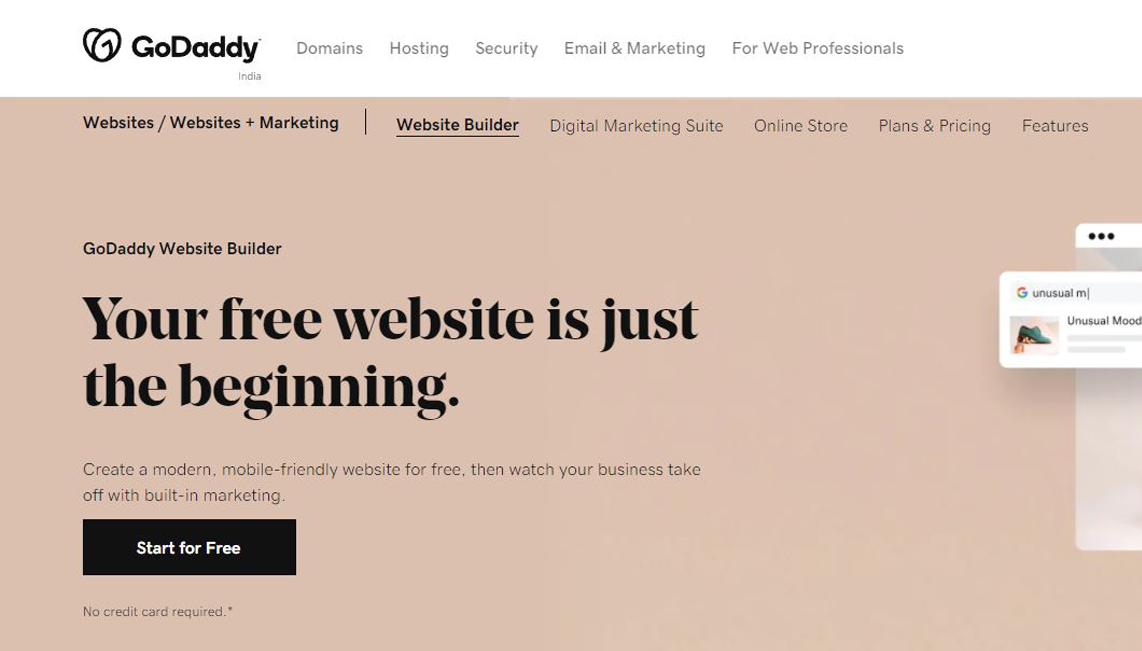 GoDaddy
India
Domains Hosting Security Email & Marketing For Web Professionals
Websites / Websites + Marketing Website Builder Digital Marketing Suite Online Store Plans & Pricing Features
GoDaddy Website Builder
Your free website is just
the beginning.
Create a modern, mobile-friendly website for free, then watch your business take
off with built-in marketing.
Start for Free
No credit card required.*
unusual m
Unusual Mood